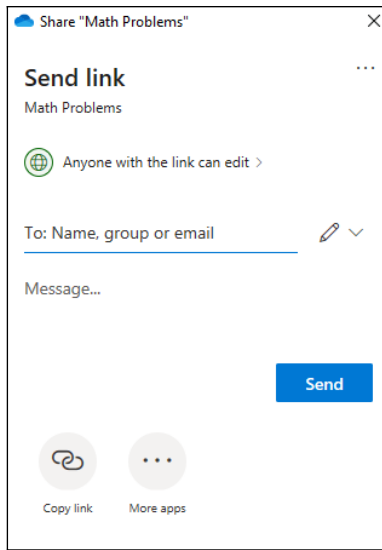 Share "Math Problems"
Send link
Math Problems
Anyone with the link can edit
To: Name, group or email
Message...
Send
Copy link
More apps